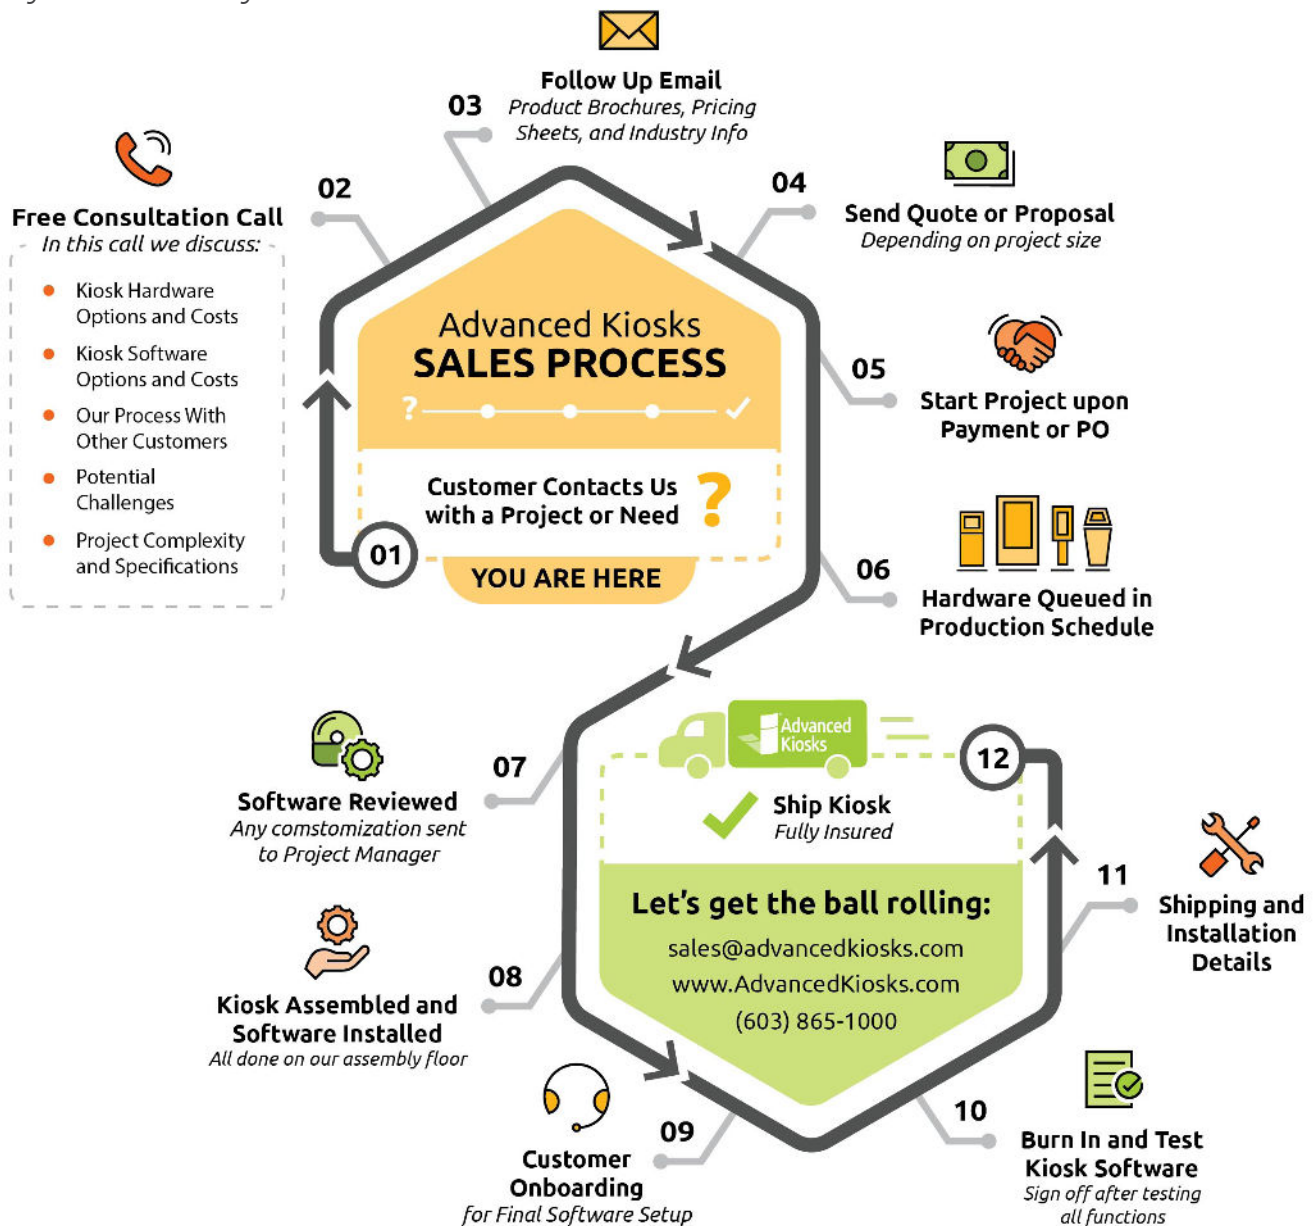 03
Follow Up Email
Product Brochures, Pricing
Sheets, and Industry Info
02
Free Consultation Call
In this call we discuss:
Kiosk Hardware
Options and Costs
Kiosk Software
Options and Costs
Our Process With
Other Customers
Potential
Challenges
Project Complexity
and Specifications
04
Send Quote or Proposal
Depending on project size
Advanced Kiosks
SALES PROCESS
?
Customer Contacts Us
with a Project or Need
?
01
YOU ARE HERE
05
Start Project upon
Payment or PO
06
Hardware Queued in
Production Schedule
07
Software Reviewed
Any comstomization sent
to Project Manager
08
Kiosk Assembled and
Software Installed
All done on our assembly floor
09
Customer
Onboarding
for Final Software Setup
Advanced
Kiosks
12
Ship Kiosk
Fully Insured
Let's get the ball rolling:
sales@advancedkiosks.com
www.AdvancedKiosks.com
(603) 865-1000
11
Shipping and
Installation
Details
10
Burn In and Test
Kiosk Software
Sign off after testing
all functions